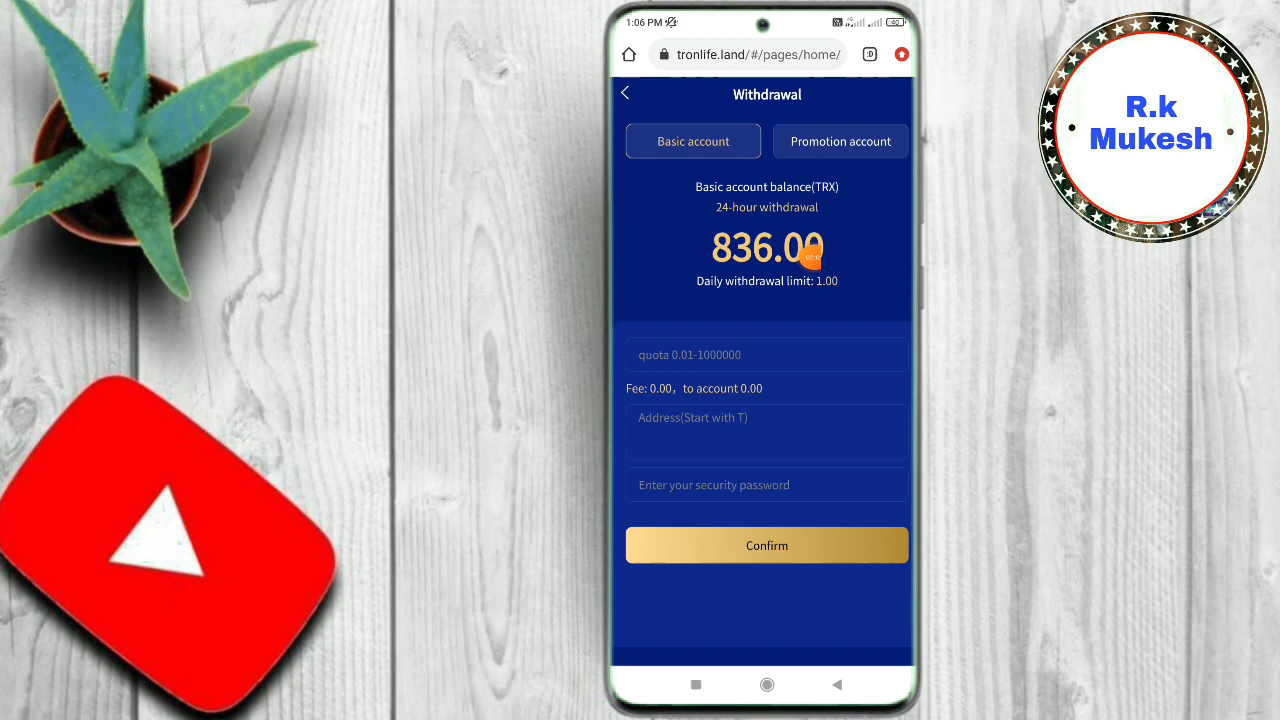 1:06 PM
40
tronlife.land/#/pages/home/
:D
Withdrawal
Basic account
Promotion account
Basic account balance(TRX)
24-hour withdrawal
836.00
Daily withdrawal limit: 1.00
quota 0.01-1000000
Fee: 0.00，to account 0.00
Address(Start with T)
Enter your security password
Confirm
R.k
Mukesh